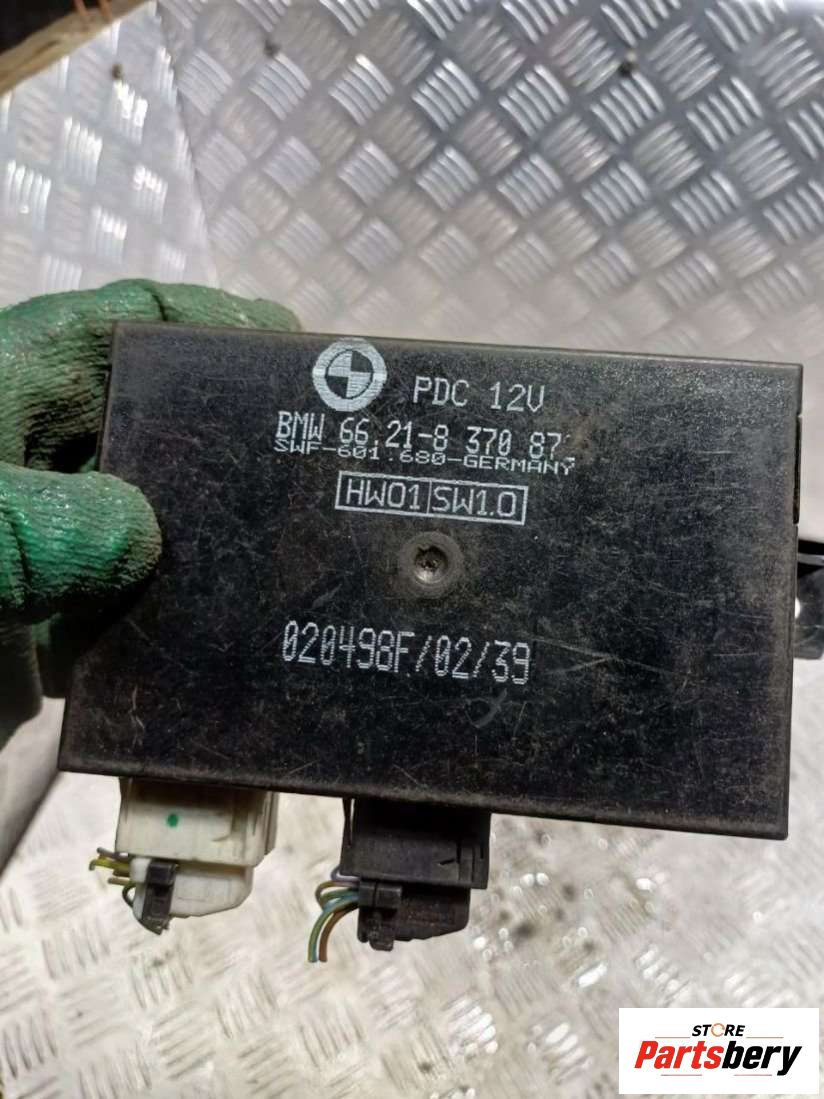 PDC 12V
BMW 66.21-8 370 87
SWF-601.680-GERMANY
HW01 SW1.0
020498F/02/39
STORE
Partsbery